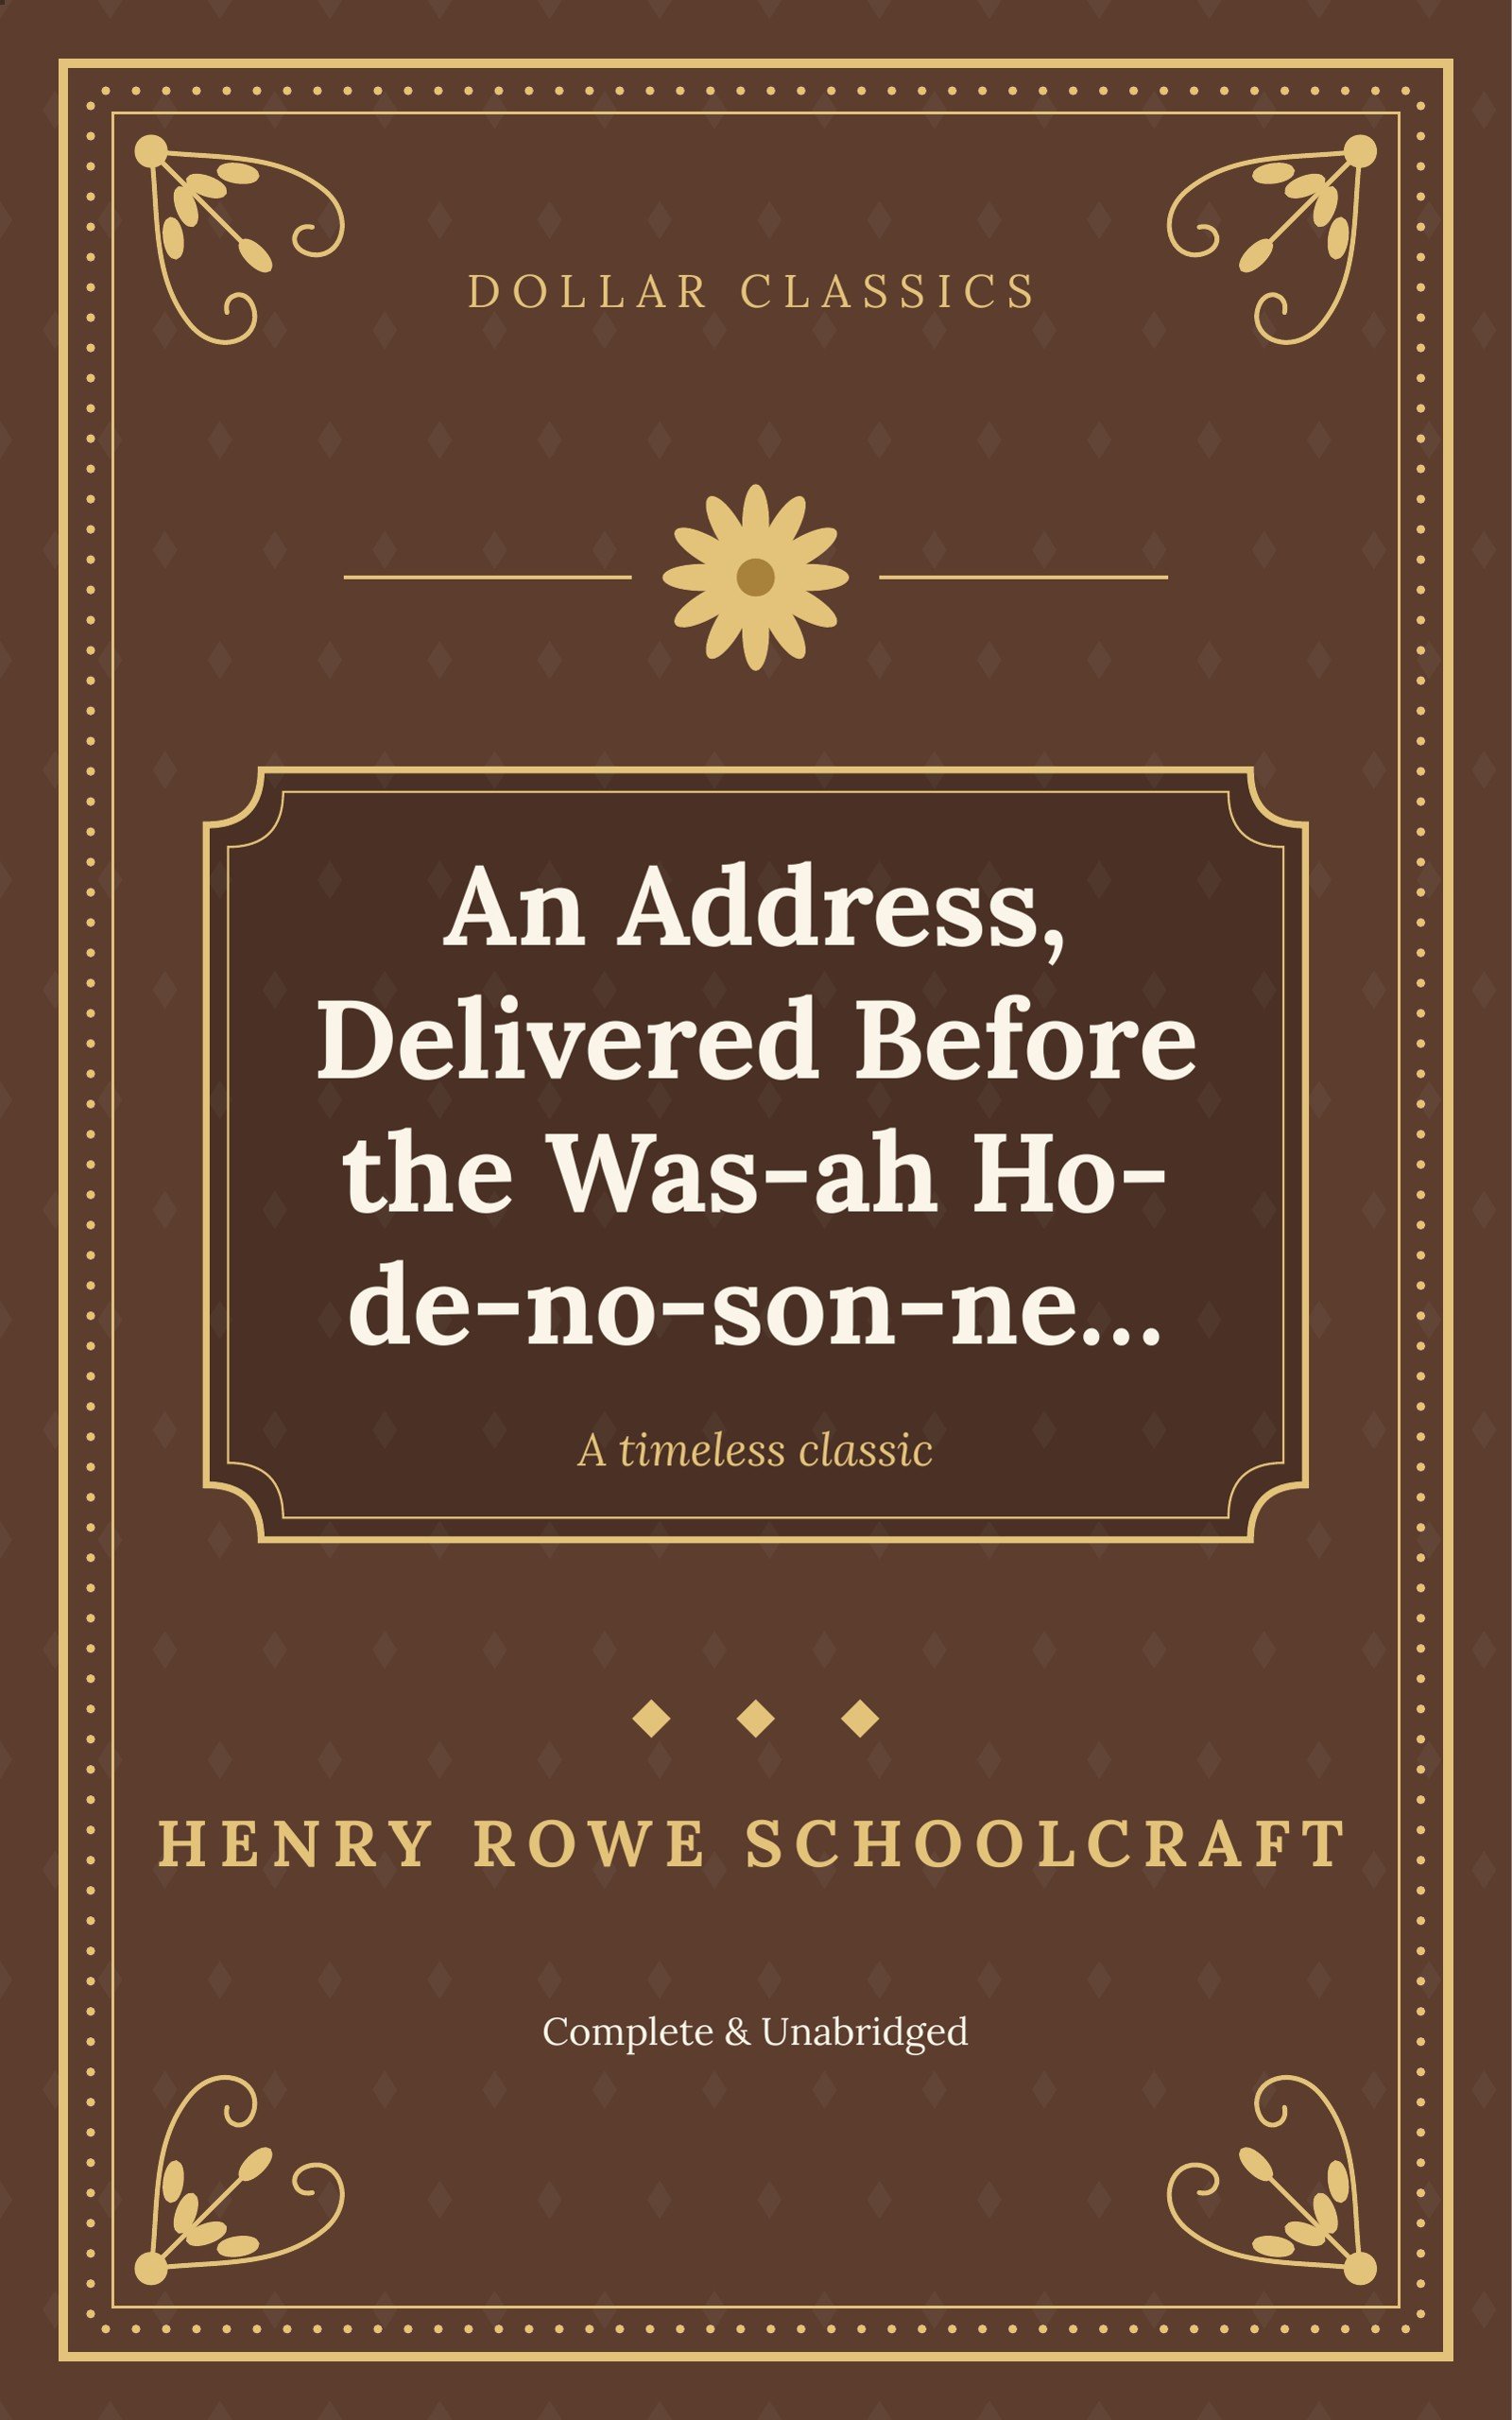 DOLLAR CLASSICS
An Address,
Delivered Before
the Was-ah Ho-
de-no-son-ne...
A timeless classic
HENRY ROWE SCHOOLCRAFT
Complete & Unabridged